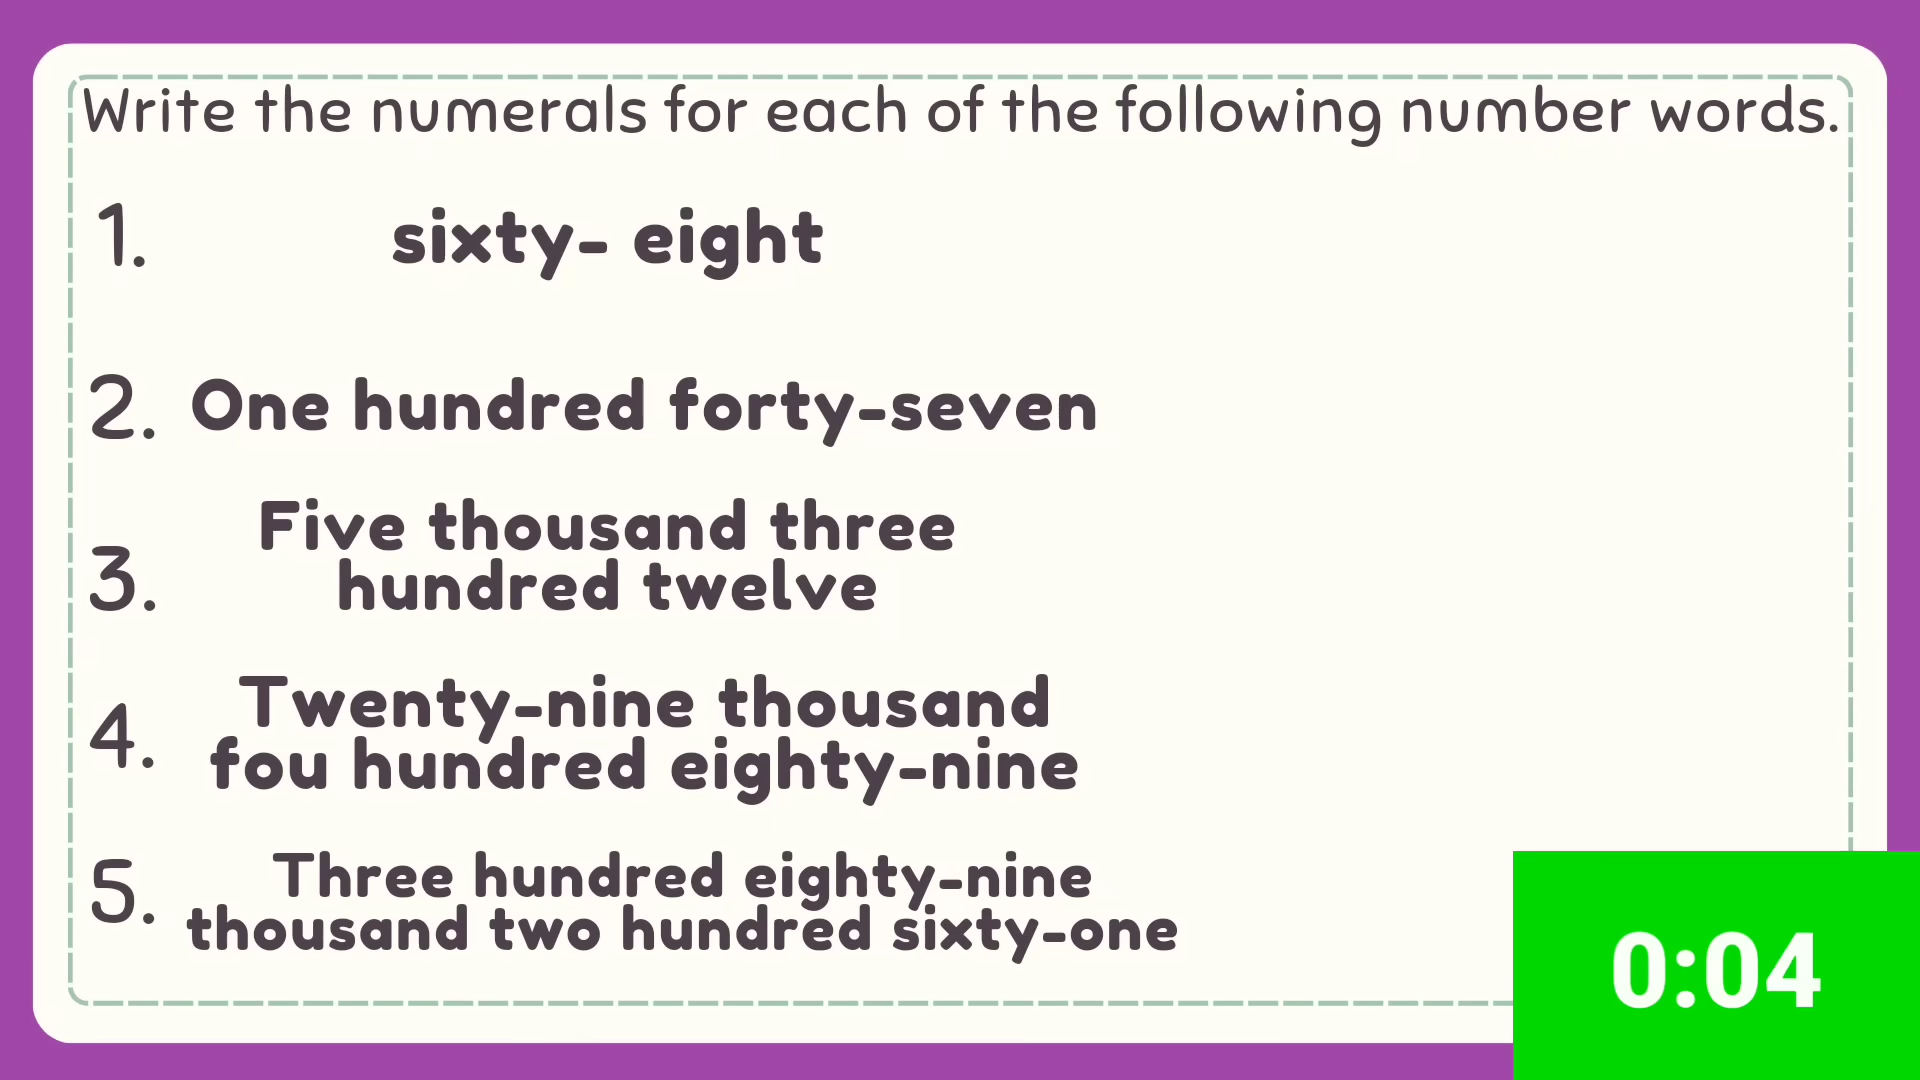 Write the numerals for each of the following number words.
1. sixty- eight
2. One hundred forty-seven
3. Five thousand three
hundred twelve
4. Twenty-nine thousand
fou hundred eighty-nine
5. Three hundred eighty-nine
thousand two hundred sixty-one
0:04